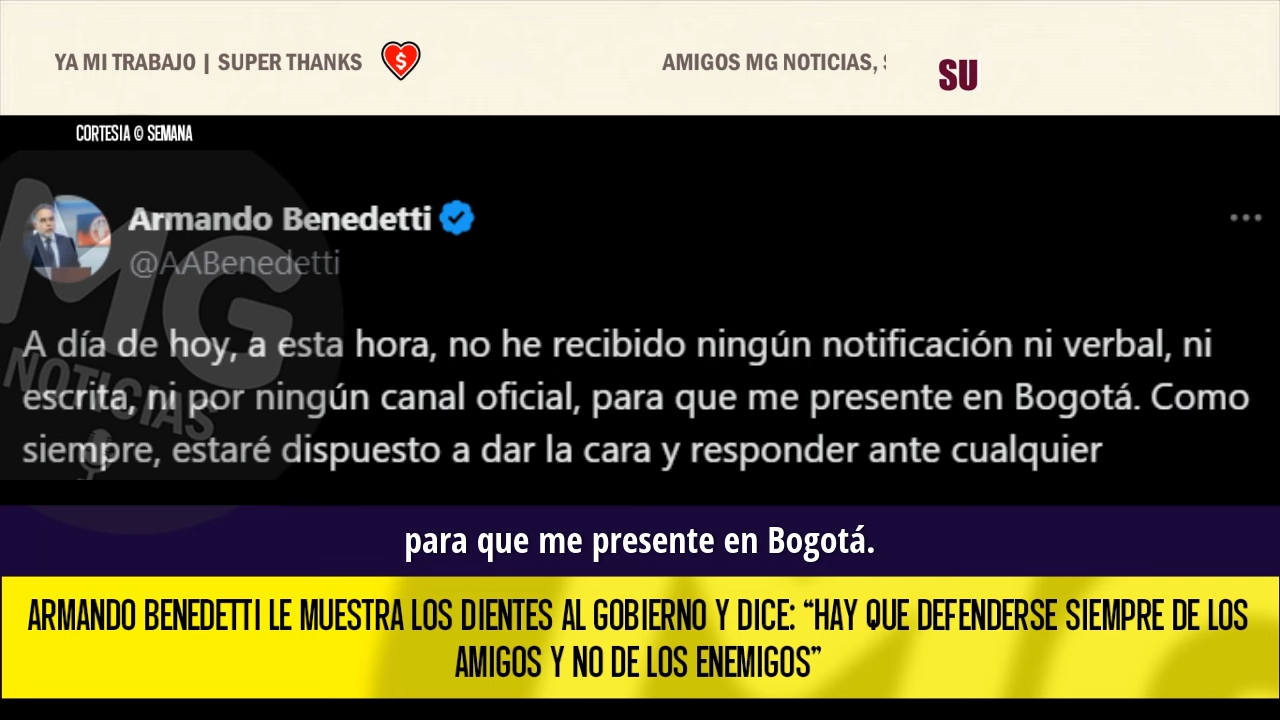 YA MI TRABAJO | SUPER THANKS
AMIGOS MG NOTICIAS,
SU
CORTESIA © SEMANA
Armando Benedetti
@AABenedetti
A día de hoy, a esta hora, no he recibido ningún notificación ni verbal, ni
escrita, ni por ningún canal oficial, para que me presente en Bogotá. Como
siempre, estaré dispuesto a dar la cara y responder ante cualquier
MG
NOTICIAS
para que me presente en Bogotá.
ARMANDO BENEDETTI LE MUESTRA LOS DIENTES AL GOBIERNO Y DICE: “HAY QUE DEFENDERSE SIEMPRE DE LOS
AMIGOS Y NO DE LOS ENEMIGOS”